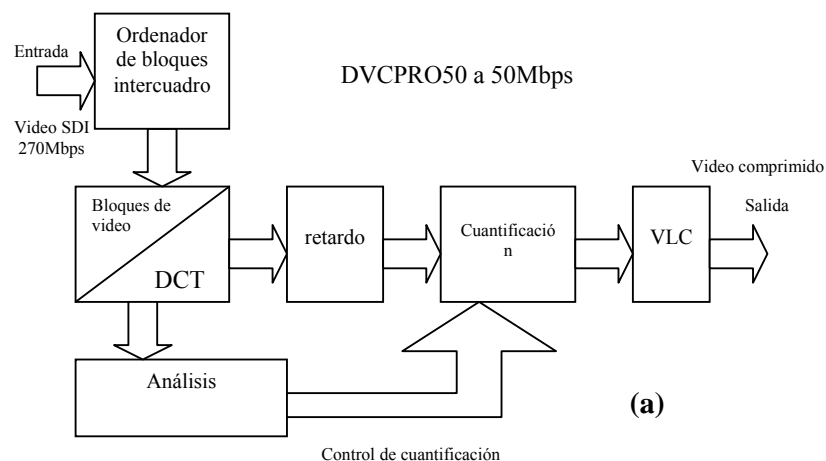 Entrada
Ordenador
de bloques
intercuadro
DVCPRO50 a 50Mbps
Video SDI
270Mbps
Bloques de
video
DCT
retardo
Cuantificació
n
VLC
Video comprimido
Salida
Análisis
(a)
Control de cuantificación